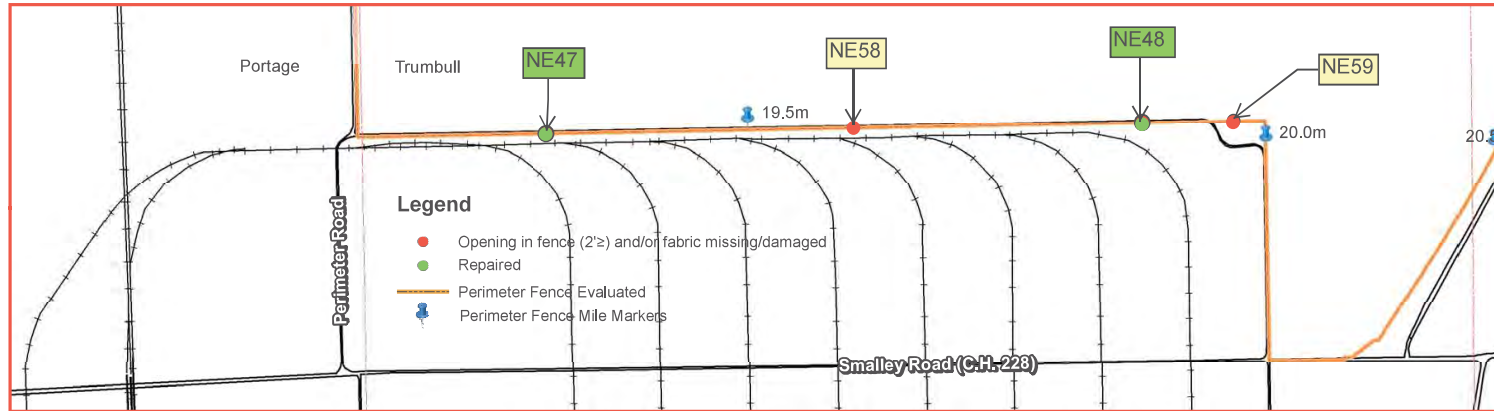 Portage
Trumbull
NE47
NE58
NE48
NE59
19.5m
20.0m
20.
Perimeter Road
Legend
Opening in fence (2'≥) and/or fabric missing/damaged
Repaired
Perimeter Fence Evaluated
Perimeter Fence Mile Markers
Smalley Road (C.H. 228)